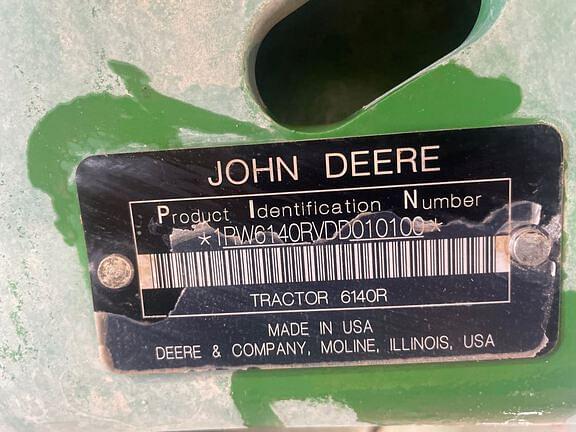 JOHN DEERE
Product Identification Number
*1RW6140RVDD010100*
TRACTOR 6140R
MADE IN USA
DEERE & COMPANY, MOLINE, ILLINOIS, USA